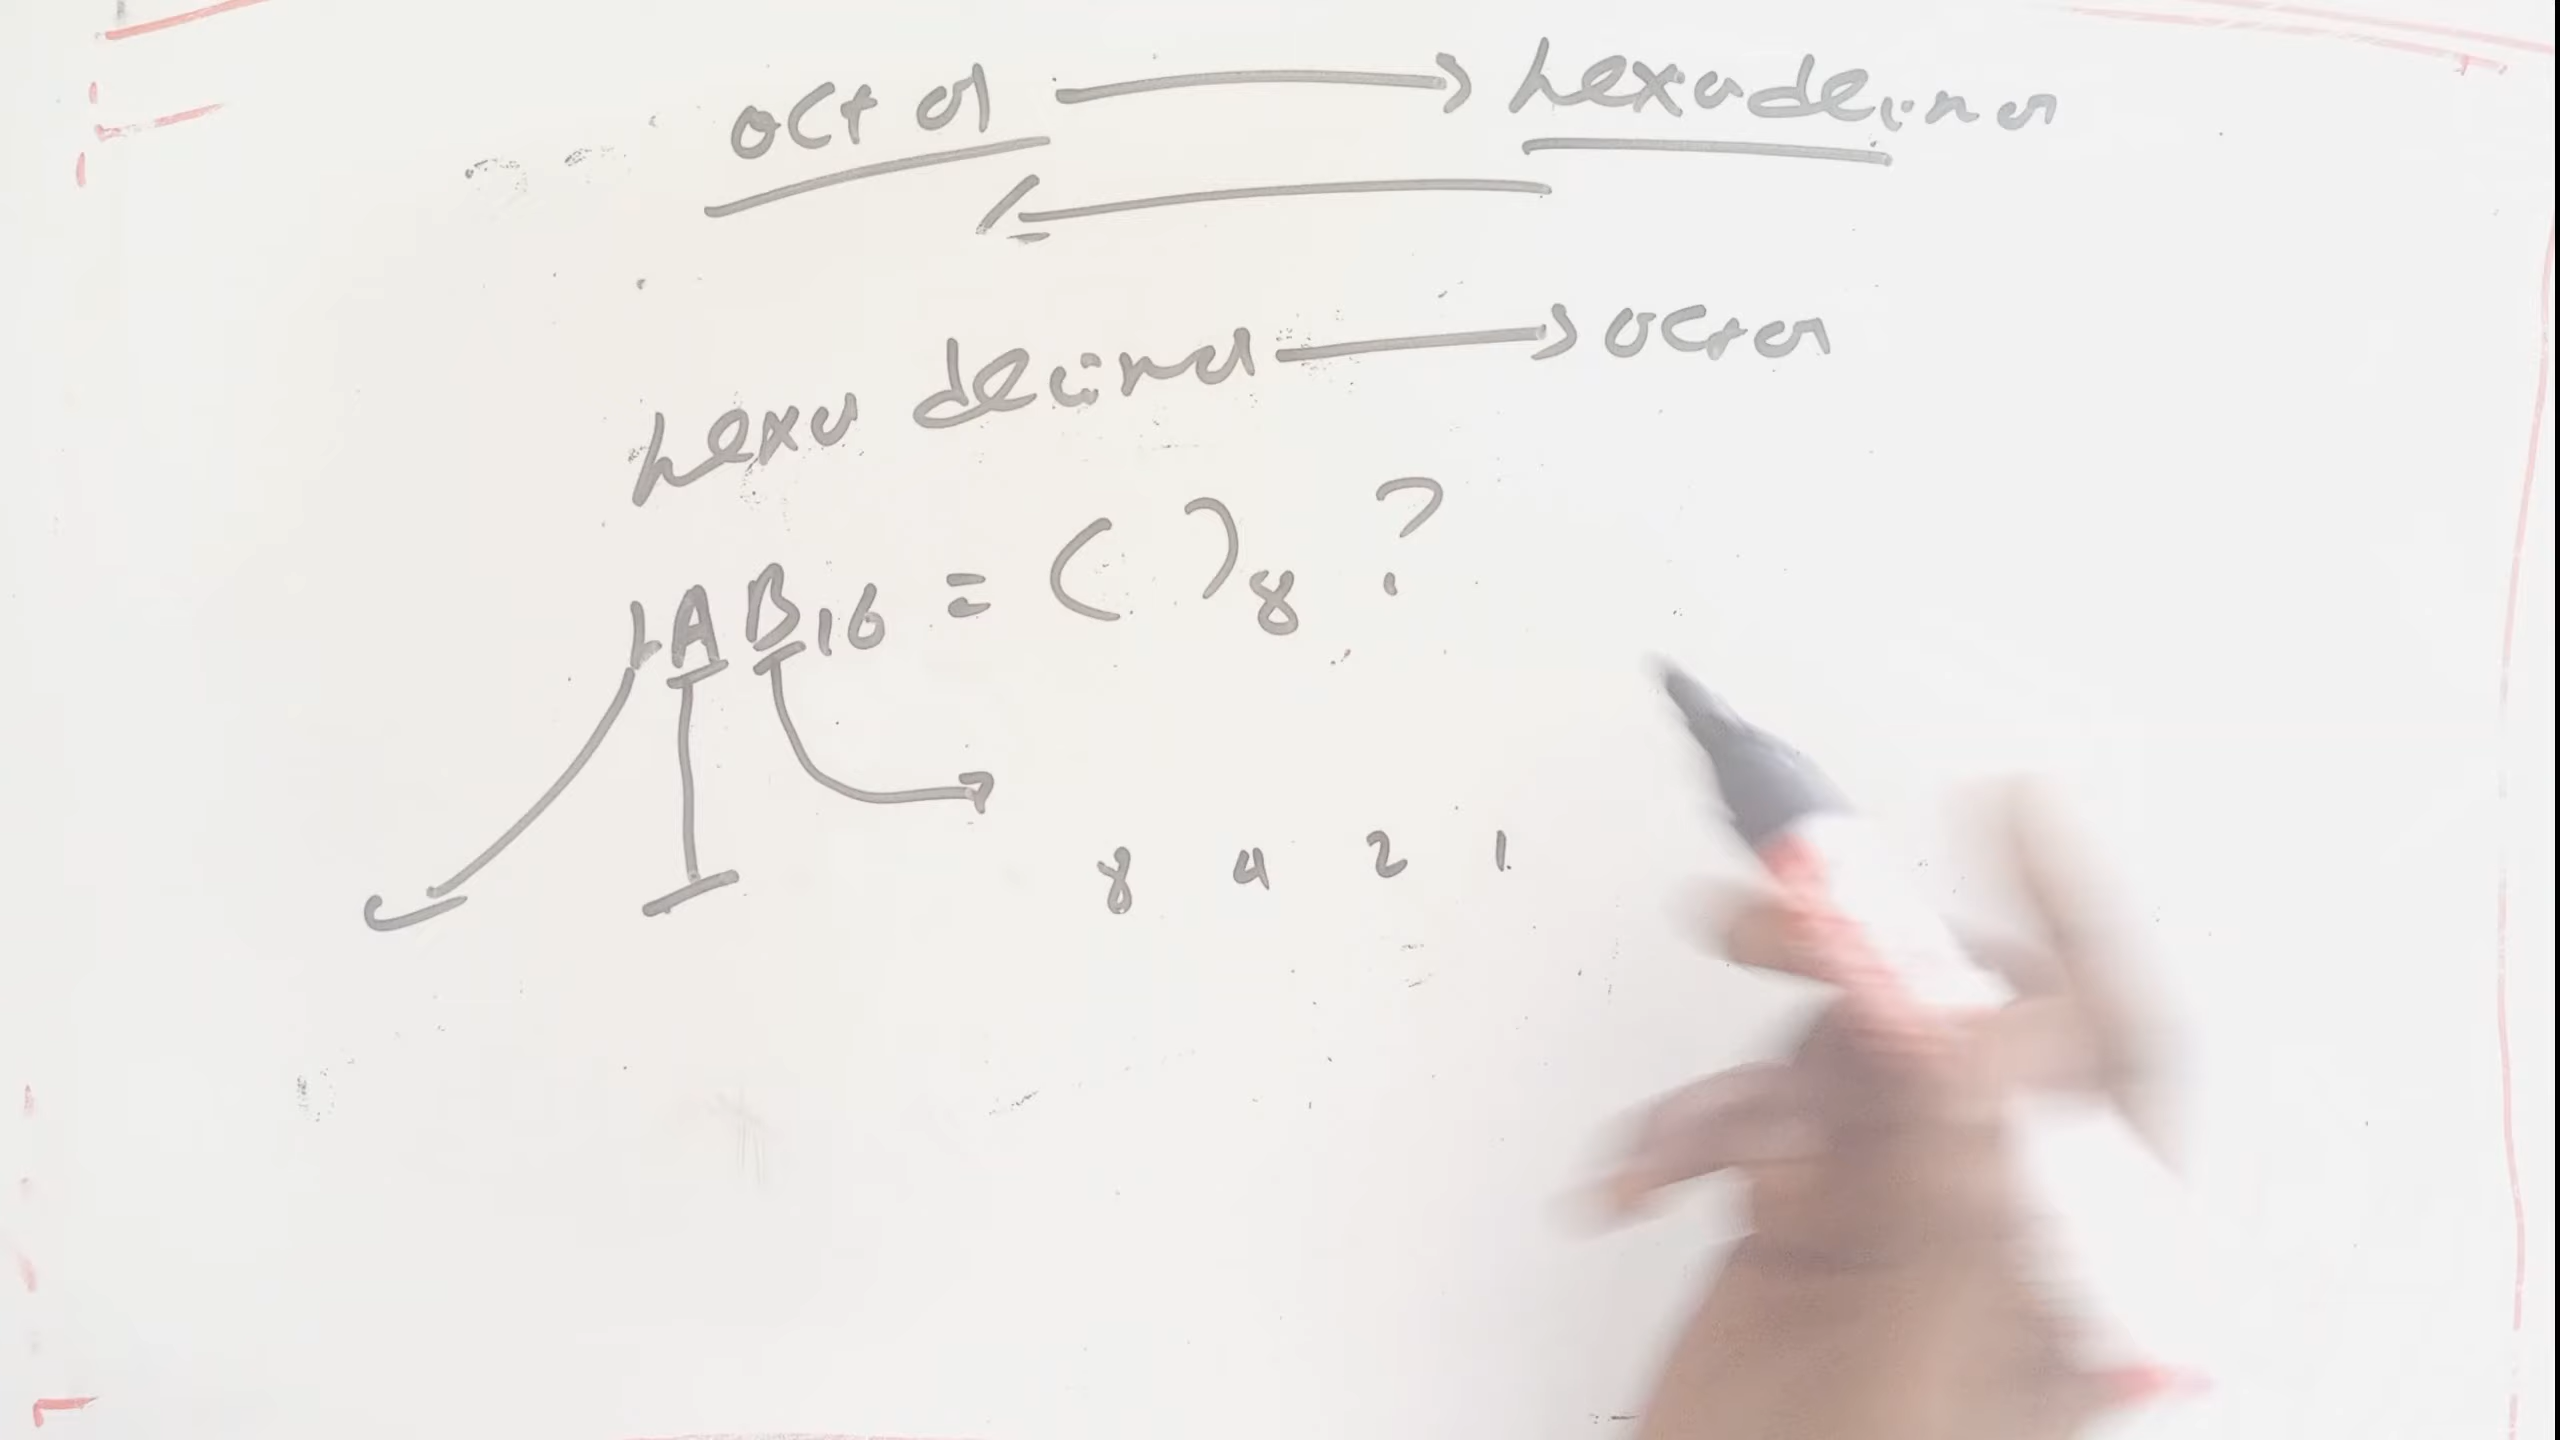 octal → hexadecimal
←
hexa decimal → octal
1AB16 = ( )8 ?
8 4 2 1